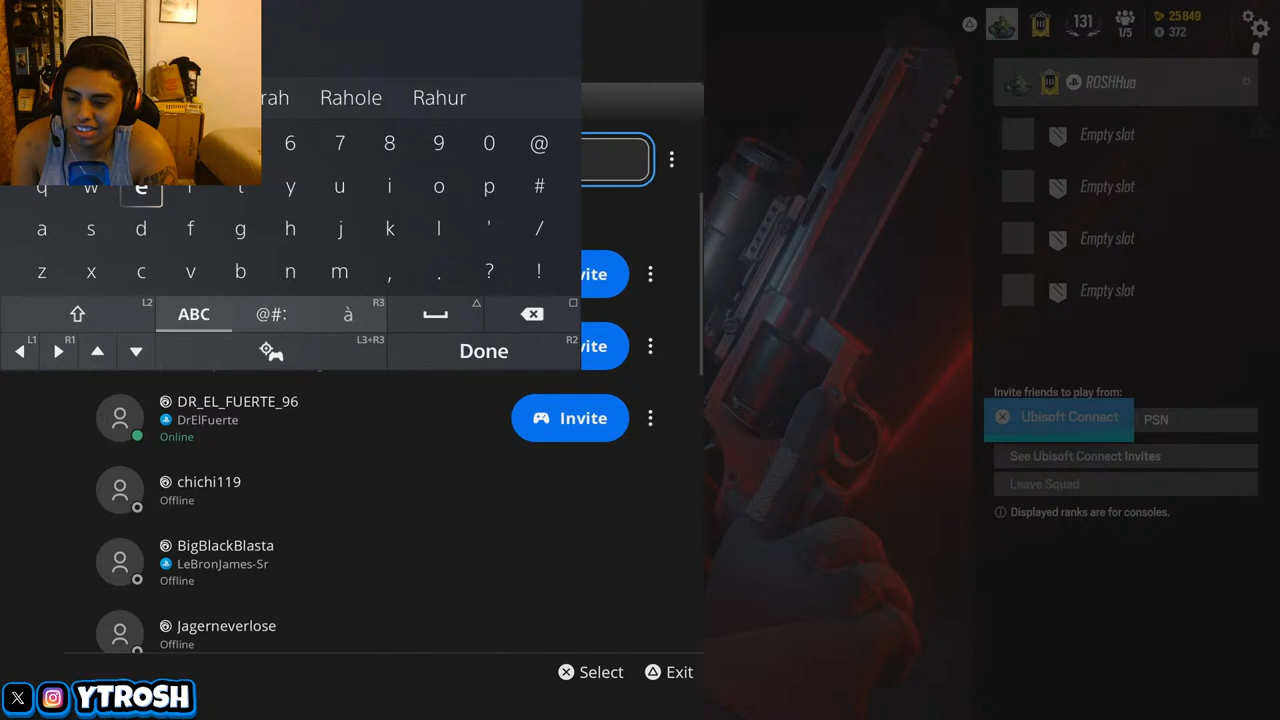 rah Rahole Rahur
6 7 8 9 0 @
q w e r t y u i o p #
a s d f g h j k l ' /
z x c v b n m , . ? !
L2 ABC @#: à R3
L1 R1 L3+R3 Done R2
vite
vite
DR_EL_FUERTE_96
DrElFuerte
Online
Invite
chichi119
Offline
BigBlackBlasta
LeBronJames-Sr
Offline
Jagerneverlose
Offline
Select Exit
YTROSH
131 1/5 25 849
372
ROSHHua
Empty slot
Empty slot
Empty slot
Empty slot
Invite friends to play from:
Ubisoft Connect PSN
See Ubisoft Connect Invites
Leave Squad
Displayed ranks are for consoles.